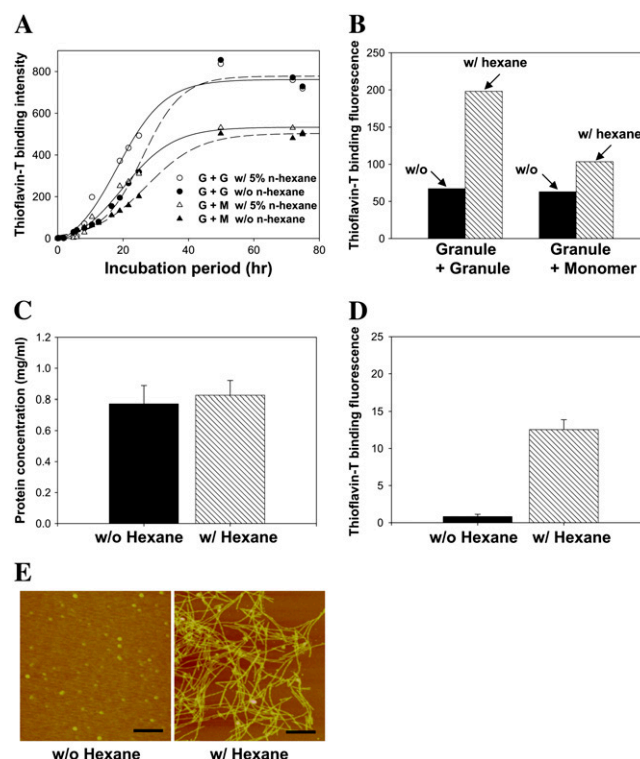 A
Thioflavin-T binding intensity
800
600
400
200
0
0 20 40 60 80
Incubation period (hr)
G + G w/ 5% n-hexane
G + G w/o n-hexane
G + M w/ 5% n-hexane
G + M w/o n-hexane
B
Thioflavin-T binding fluorescence
250
200
150
100
50
0
w/ hexane
w/o
w/ hexane
w/o
Granule + Granule
Granule + Monomer
C
Protein concentration (mg/ml)
1.2
1.0
0.8
0.6
0.4
0.2
0.0
w/o Hexane w/ Hexane
D
Thioflavin-T binding fluorescence
25
20
15
10
5
0
w/o Hexane w/ Hexane
E
w/o Hexane w/ Hexane